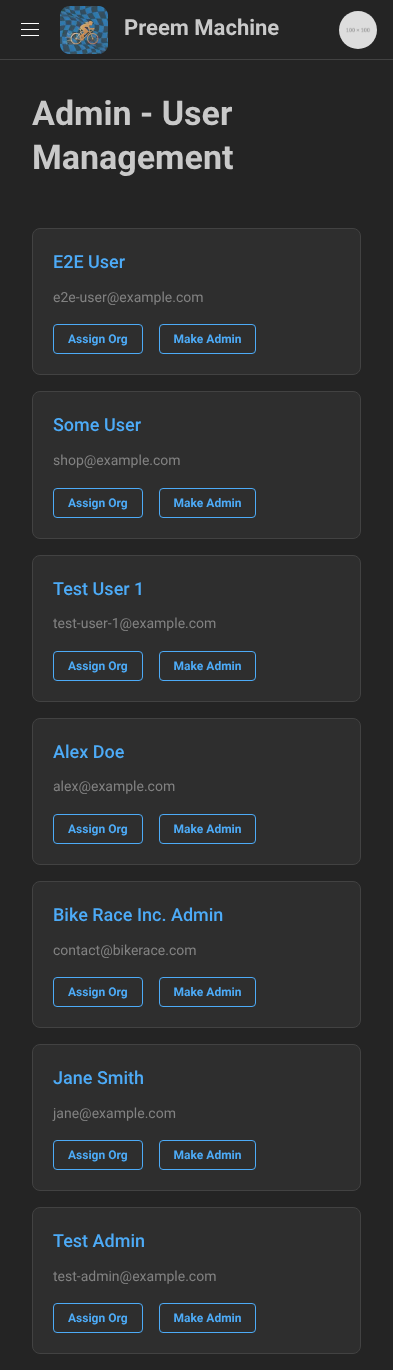 Preem Machine
100 × 100
Admin - User
Management
E2E User
e2e-user@example.com
Assign Org Make Admin
Some User
shop@example.com
Assign Org Make Admin
Test User 1
test-user-1@example.com
Assign Org Make Admin
Alex Doe
alex@example.com
Assign Org Make Admin
Bike Race Inc. Admin
contact@bikerace.com
Assign Org Make Admin
Jane Smith
jane@example.com
Assign Org Make Admin
Test Admin
test-admin@example.com
Assign Org Make Admin